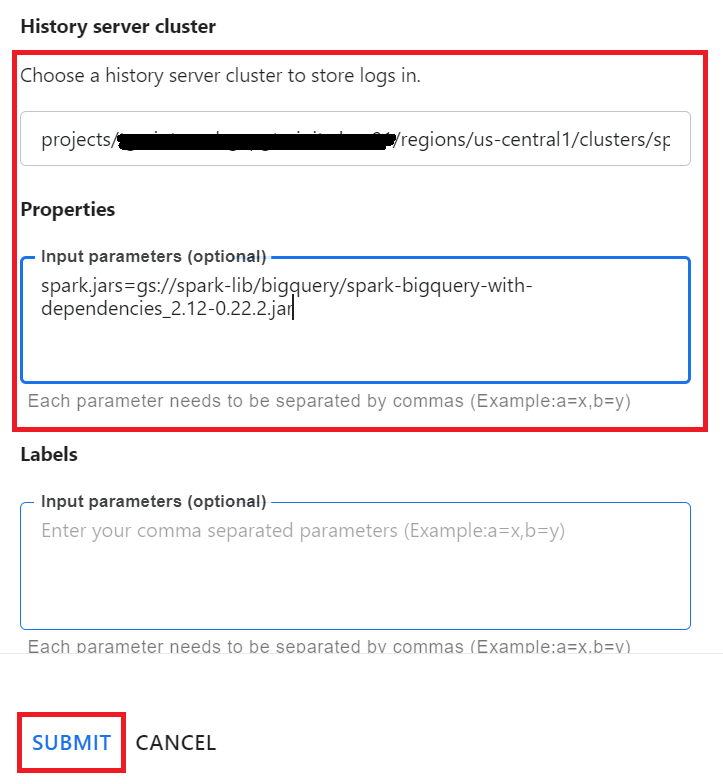 History server cluster
Choose a history server cluster to store logs in.
projects/ /regions/us-central1/clusters/sp
Properties
Input parameters (optional)
spark.jars=gs://spark-lib/bigquery/spark-bigquery-with-
dependencies_2.12-0.22.2.jar
Each parameter needs to be separated by commas (Example:a=x,b=y)
Labels
Input parameters (optional)
Enter your comma separated parameters (Example:a=x,b=y)
Each parameter needs to be separated by commas (Example:a=x,b=y)
SUBMIT CANCEL